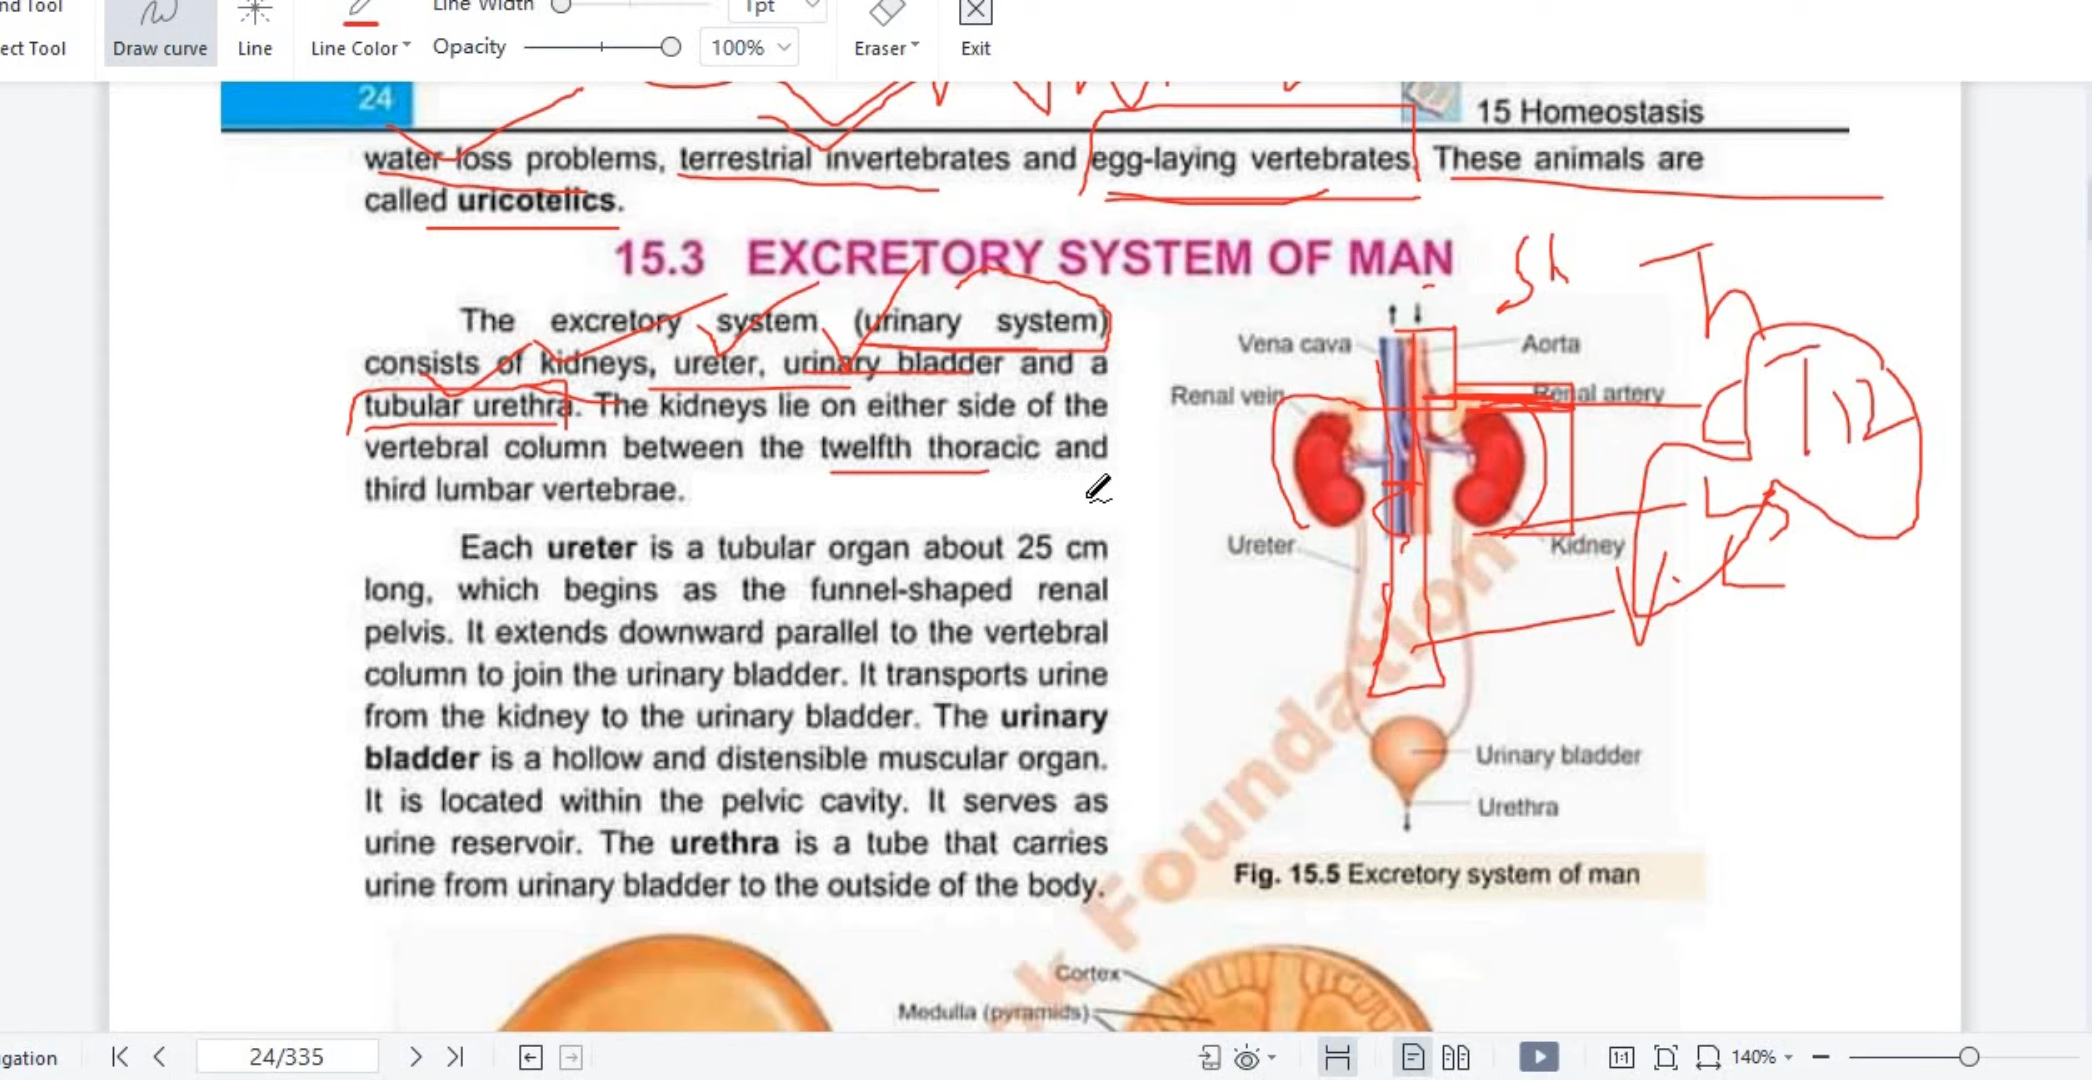 Line Width
1pt
ect Tool
Draw curve
Line
Line Color
Opacity
100%
Eraser
Exit
24
15 Homeostasis
water loss problems, terrestrial invertebrates and egg-laying vertebrates. These animals are
called uricotelics.
15.3 EXCRETORY SYSTEM OF MAN
The excretory system (urinary system)
consists of kidneys, ureter, urinary bladder and a
tubular urethra. The kidneys lie on either side of the
vertebral column between the twelfth thoracic and
third lumbar vertebrae.
Each ureter is a tubular organ about 25 cm
long, which begins as the funnel-shaped renal
pelvis. It extends downward parallel to the vertebral
column to join the urinary bladder. It transports urine
from the kidney to the urinary bladder. The urinary
bladder is a hollow and distensible muscular organ.
It is located within the pelvic cavity. It serves as
urine reservoir. The urethra is a tube that carries
urine from urinary bladder to the outside of the body.
Sh
Th
Vena cava
Aorta
Renal vein
Renal artery
T12
Ureter
Kidney
V.C
Urinary bladder
Urethra
Fig. 15.5 Excretory system of man
k Foundation
Cortex
Medulla (pyramids)
gation
24/335
1:1
140%